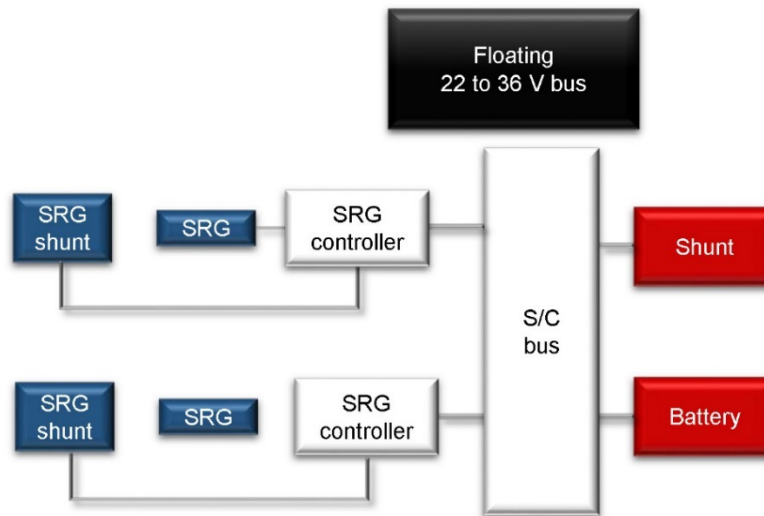 Floating
22 to 36 V bus
SRG
shunt
SRG
SRG
controller
S/C
bus
Shunt
SRG
shunt
SRG
SRG
controller
Battery